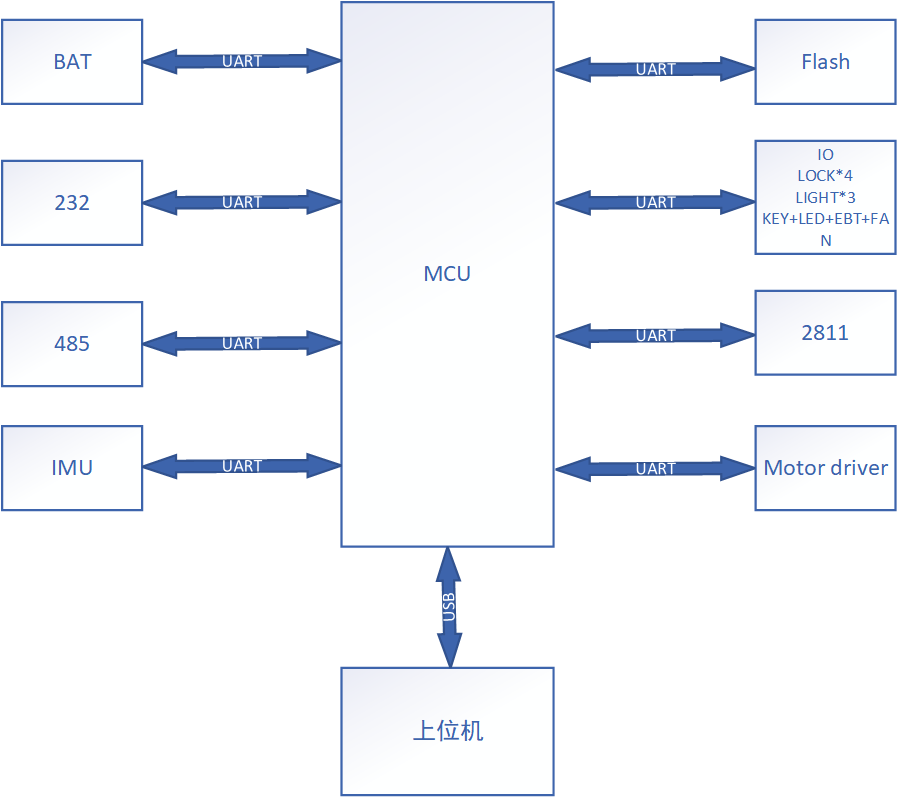 BAT
UART
UART
Flash
232
UART
UART
IO
LOCK*4
LIGHT*3
KEY+LED+EBT+FA
N
MCU
485
UART
UART
2811
IMU
UART
UART
Motor driver
USB
上位机